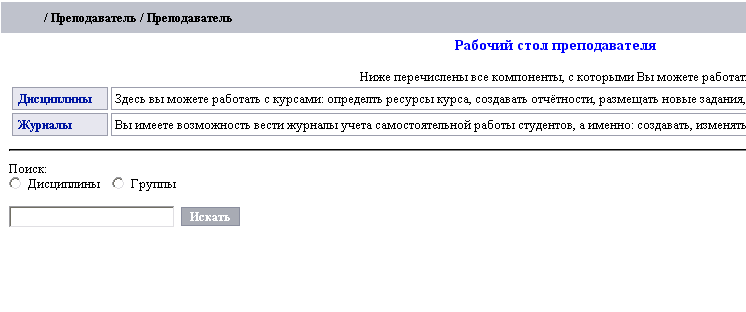 / Преподаватель / Преподаватель
Рабочий стол преподавателя
Ниже перечислены все компоненты, с которыми Вы можете работат
Дисциплины Здесь вы можете работать с курсами: определть ресурсы курса, создавать отчётности, размещать новые задания,
Журналы Вы имеете возможность вести журналы учета самостоятельной работы студентов, а именно: создавать, изменять
Поиск:
Дисциплины Группы
Искать